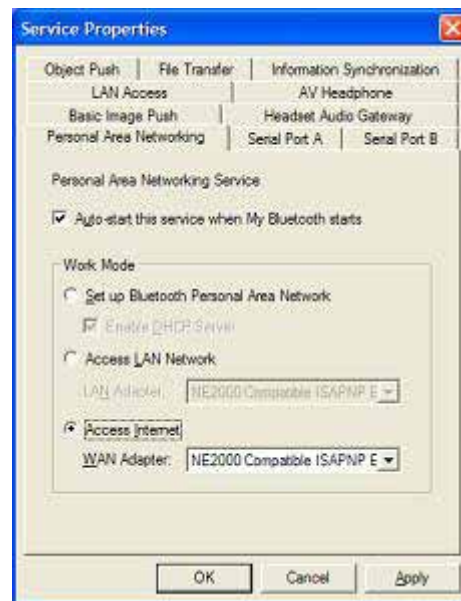 Service Properties
Object Push File Transfer Information Synchronization
LAN Access AV Headphone
Basic Image Push Headset Audio Gateway
Personal Area Networking Serial Port A Serial Port B
Personal Area Networking Service
Auto-start this service when My Bluetooth starts
Work Mode
Set up Bluetooth Personal Area Network
Enable DHCP Server
Access LAN Network
LAN Adapter: NE2000 Compatible ISAPNP E
Access Internet
WAN Adapter: NE2000 Compatible ISAPNP E
OK Cancel Apply